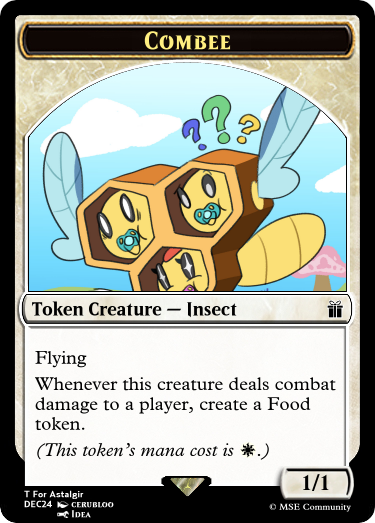 COMBEE
? ? ?
Token Creature — Insect
Flying
Whenever this creature deals combat
damage to a player, create a Food
token.
(This token's mana cost is .)
1/1
T For Astalgir
DEC24 CERUBLOO
IDEA
© MSE Community